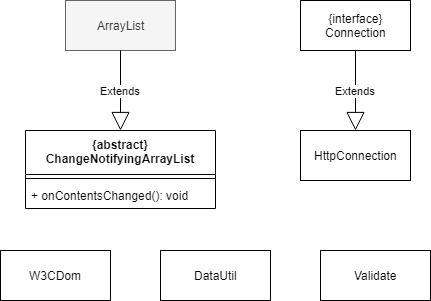 ArrayList
{interface}
Connection
Extends
Extends
{abstract}
ChangeNotifyingArrayList
+ onContentsChanged(): void
HttpConnection
W3CDom
DataUtil
Validate